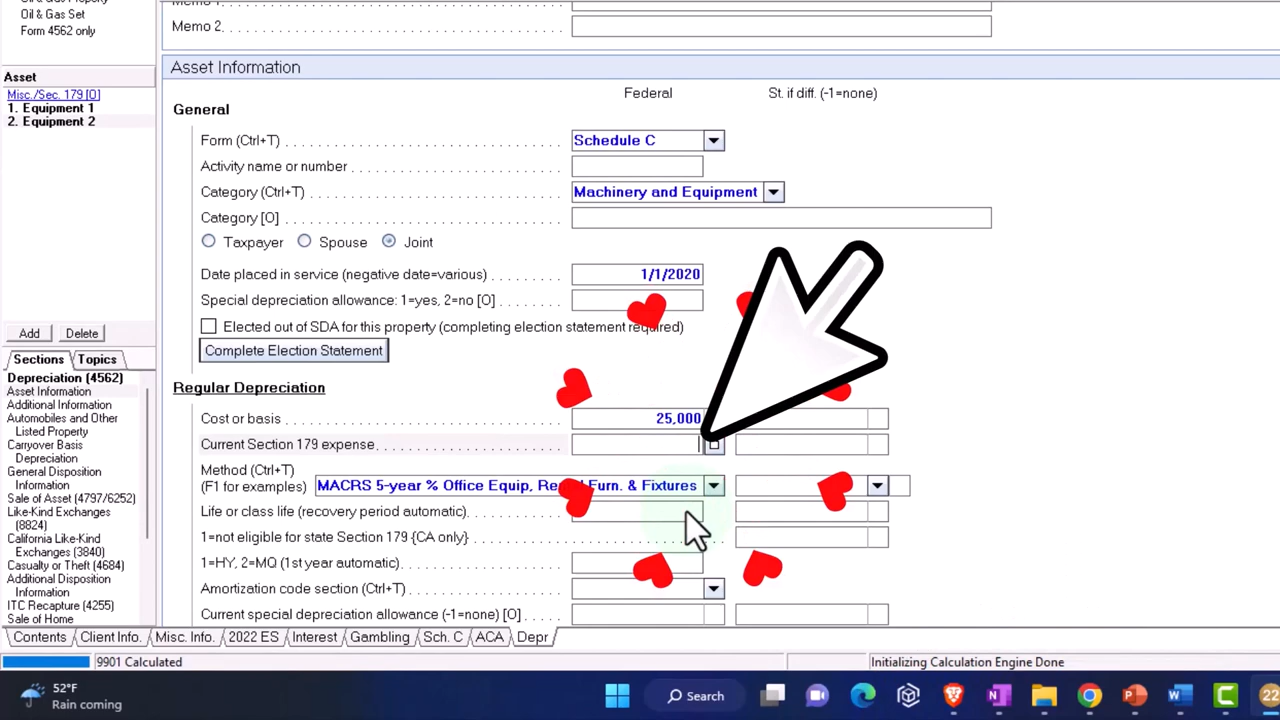 Oil & Gas Set
Form 4562 only
Memo 2
Asset
Misc./Sec. 179 [O]
1. Equipment 1
2. Equipment 2
Add
Delete
Sections
Topics
Depreciation (4562)
Asset Information
Additional Information
Automobiles and Other
Listed Property
Carryover Basis
Depreciation
General Disposition
Information
Sale of Asset (4797/6252)
Like-Kind Exchanges
(8824)
California Like-Kind
Exchanges (3840)
Casualty or Theft (4684)
Additional Disposition
Information
ITC Recapture (4255)
Sale of Home
Asset Information
Federal
St. if diff. (-1=none)
General
Form (Ctrl+T)
Schedule C
Activity name or number
Category (Ctrl+T)
Machinery and Equipment
Category [O]
Taxpayer
Spouse
Joint
Date placed in service (negative date=various)
1/1/2020
Special depreciation allowance: 1=yes, 2=no [O]
Elected out of SDA for this property (completing election statement required)
Complete Election Statement
Regular Depreciation
Cost or basis
25,000
Current Section 179 expense
Method (Ctrl+T)
(F1 for examples)
MACRS 5-year % Office Equip, Furn. & Fixtures
Life or class life (recovery period automatic)
1=not eligible for state Section 179 {CA only}
1=HY, 2=MQ (1st year automatic)
Amortization code section (Ctrl+T)
Current special depreciation allowance (-1=none) [O]
Contents
Client Info.
Misc. Info.
2022 ES
Interest
Gambling
Sch. C
ACA
Depr
9901 Calculated
Initializing Calculation Engine Done
52°F
Rain coming
Search
22